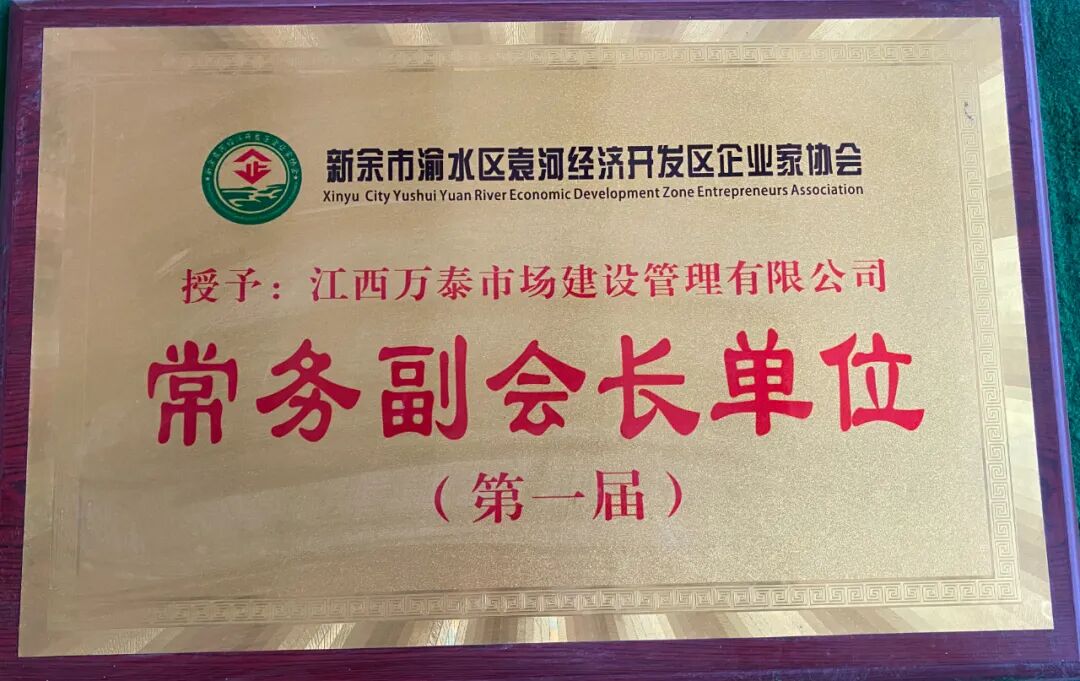 新余市渝水区袁河经济开发区企业家协会
Xinyu City Yushui Yuan River Economic Development Zone Entrepreneurs Association
授予：江西万泰市场建设管理有限公司
常务副会长单位
（第一届）